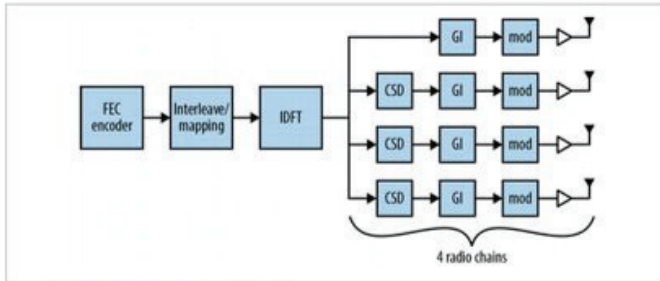 GI mod
FEC encoder
Interleave/ mapping
IDFT
CSD GI mod
CSD GI mod
CSD GI mod
4 radio chains